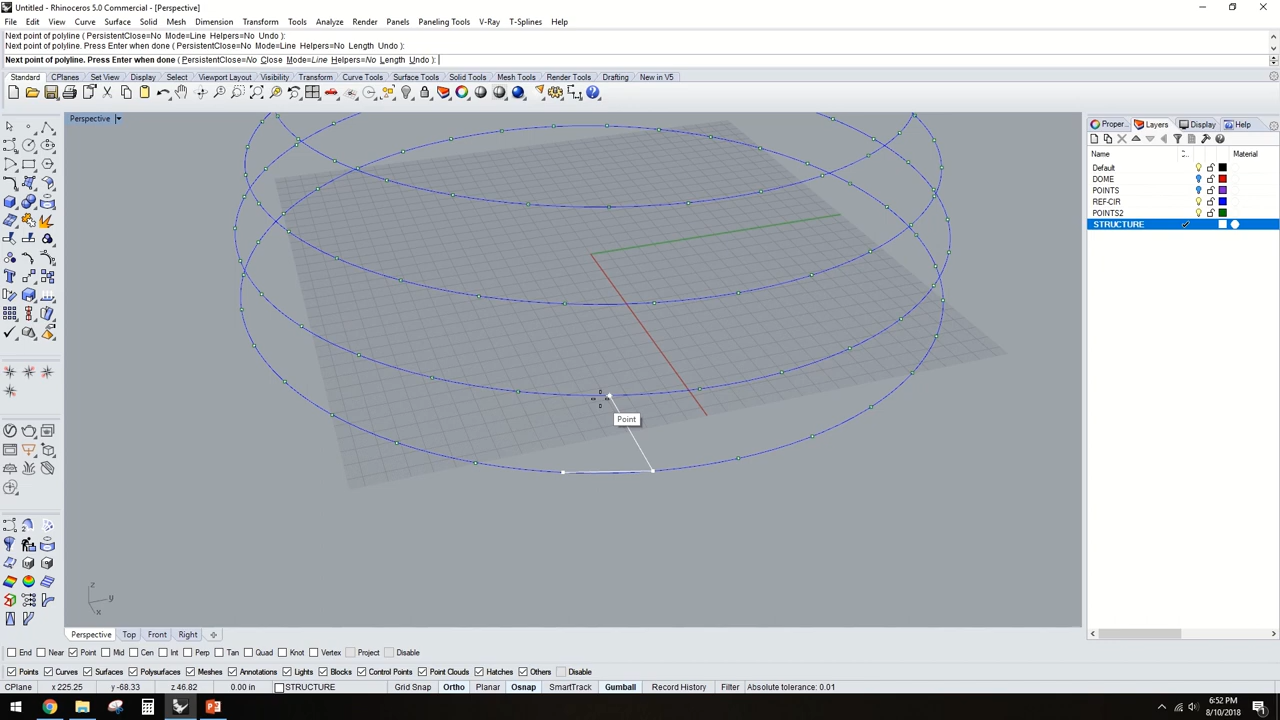 Untitled - Rhinoceros 5.0 Commercial - [Perspective]
File Edit View Curve Surface Solid Mesh Dimension Transform Tools Analyze Render Panels Paneling Tools V-Ray T-Splines Help
Next point of polyline ( PersistentClose=No Mode=Line Helpers=No Undo ):
Next point of polyline. Press Enter when done ( PersistentClose=No Mode=Line Helpers=No Length Undo ):
Next point of polyline. Press Enter when done ( PersistentClose=No Close Mode=Line Helpers=No Length Undo ):
Standard CPlanes Set View Display Select Viewport Layout Visibility Transform Curve Tools Surface Tools Solid Tools Mesh Tools Render Tools Drafting New in V5
Perspective
Proper... Layers Display Help
Name Material
Default
DOME
POINTS
REF-CIR
POINTS2
STRUCTURE
Point
z
y
x
Perspective Top Front Right
End Near Point Mid Cen Int Perp Tan Quad Knot Vertex Project Disable
Points Curves Surfaces Polysurfaces Meshes Annotations Lights Blocks Control Points Point Clouds Hatches Others Disable
CPlane x 225.25 y -68.33 z 46.82 0.00 in STRUCTURE Grid Snap Ortho Planar Osnap SmartTrack Gumball Record History Filter Absolute tolerance: 0.01
6:52 PM
8/10/2018